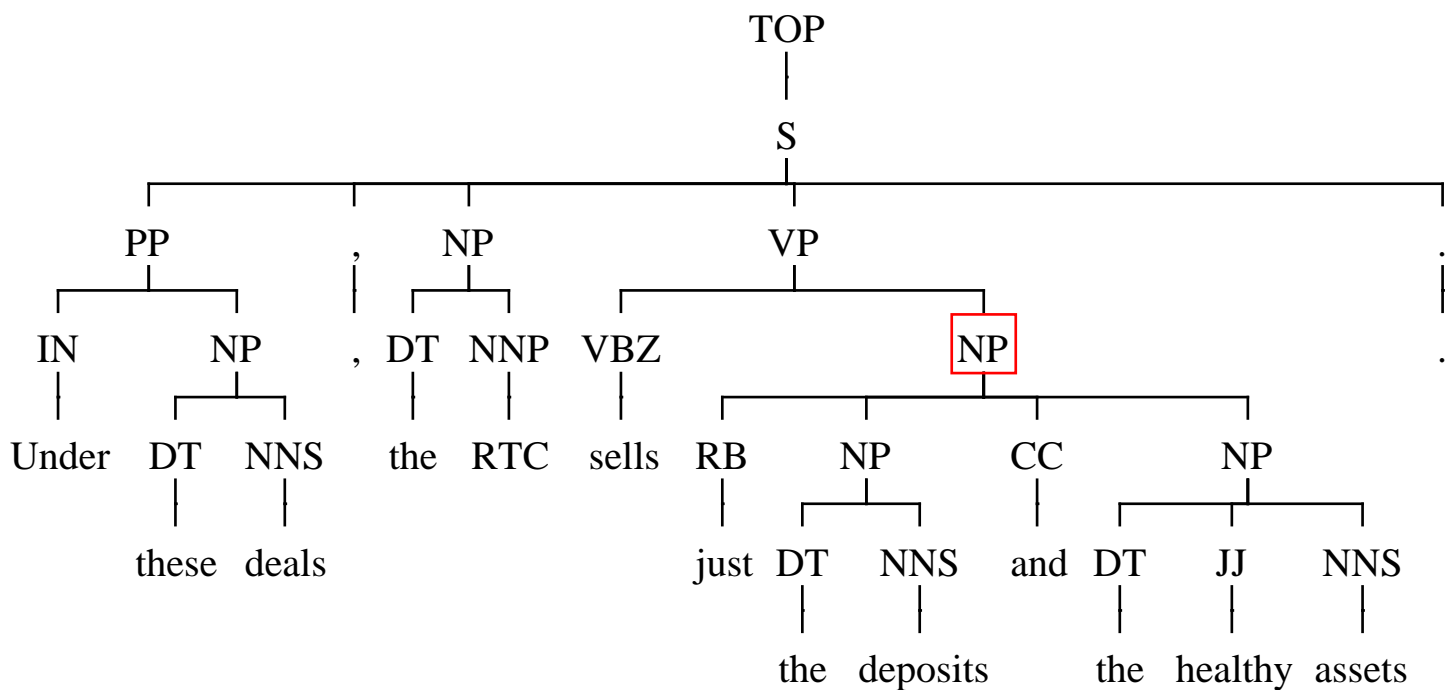 TOP
S
PP , NP VP .
IN NP , DT NNP VBZ NP .
Under DT NNS the RTC sells RB NP CC NP
these deals just DT NNS and DT JJ NNS
the deposits the healthy assets